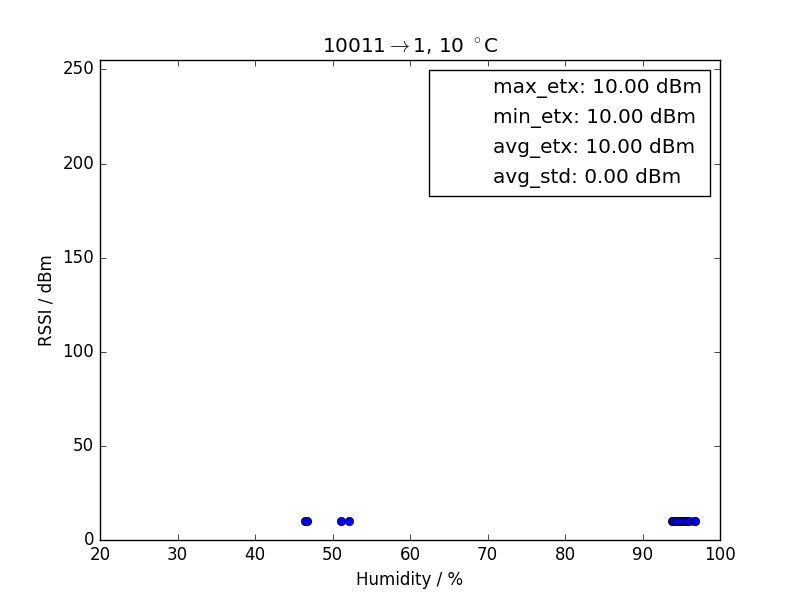 10011→1, 10 °C
max_etx: 10.00 dBm
min_etx: 10.00 dBm
avg_etx: 10.00 dBm
avg_std: 0.00 dBm
RSSI / dBm
250
200
150
100
50
0
20 30 40 50 60 70 80 90 100
Humidity / %